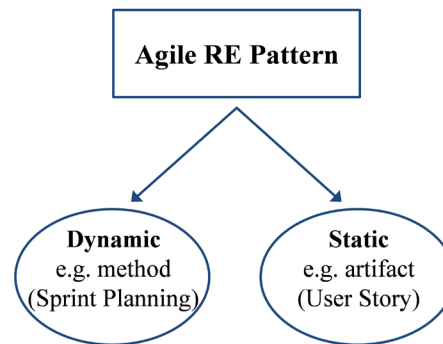 Agile RE Pattern
Dynamic
e.g. method
(Sprint Planning)
Static
e.g. artifact
(User Story)